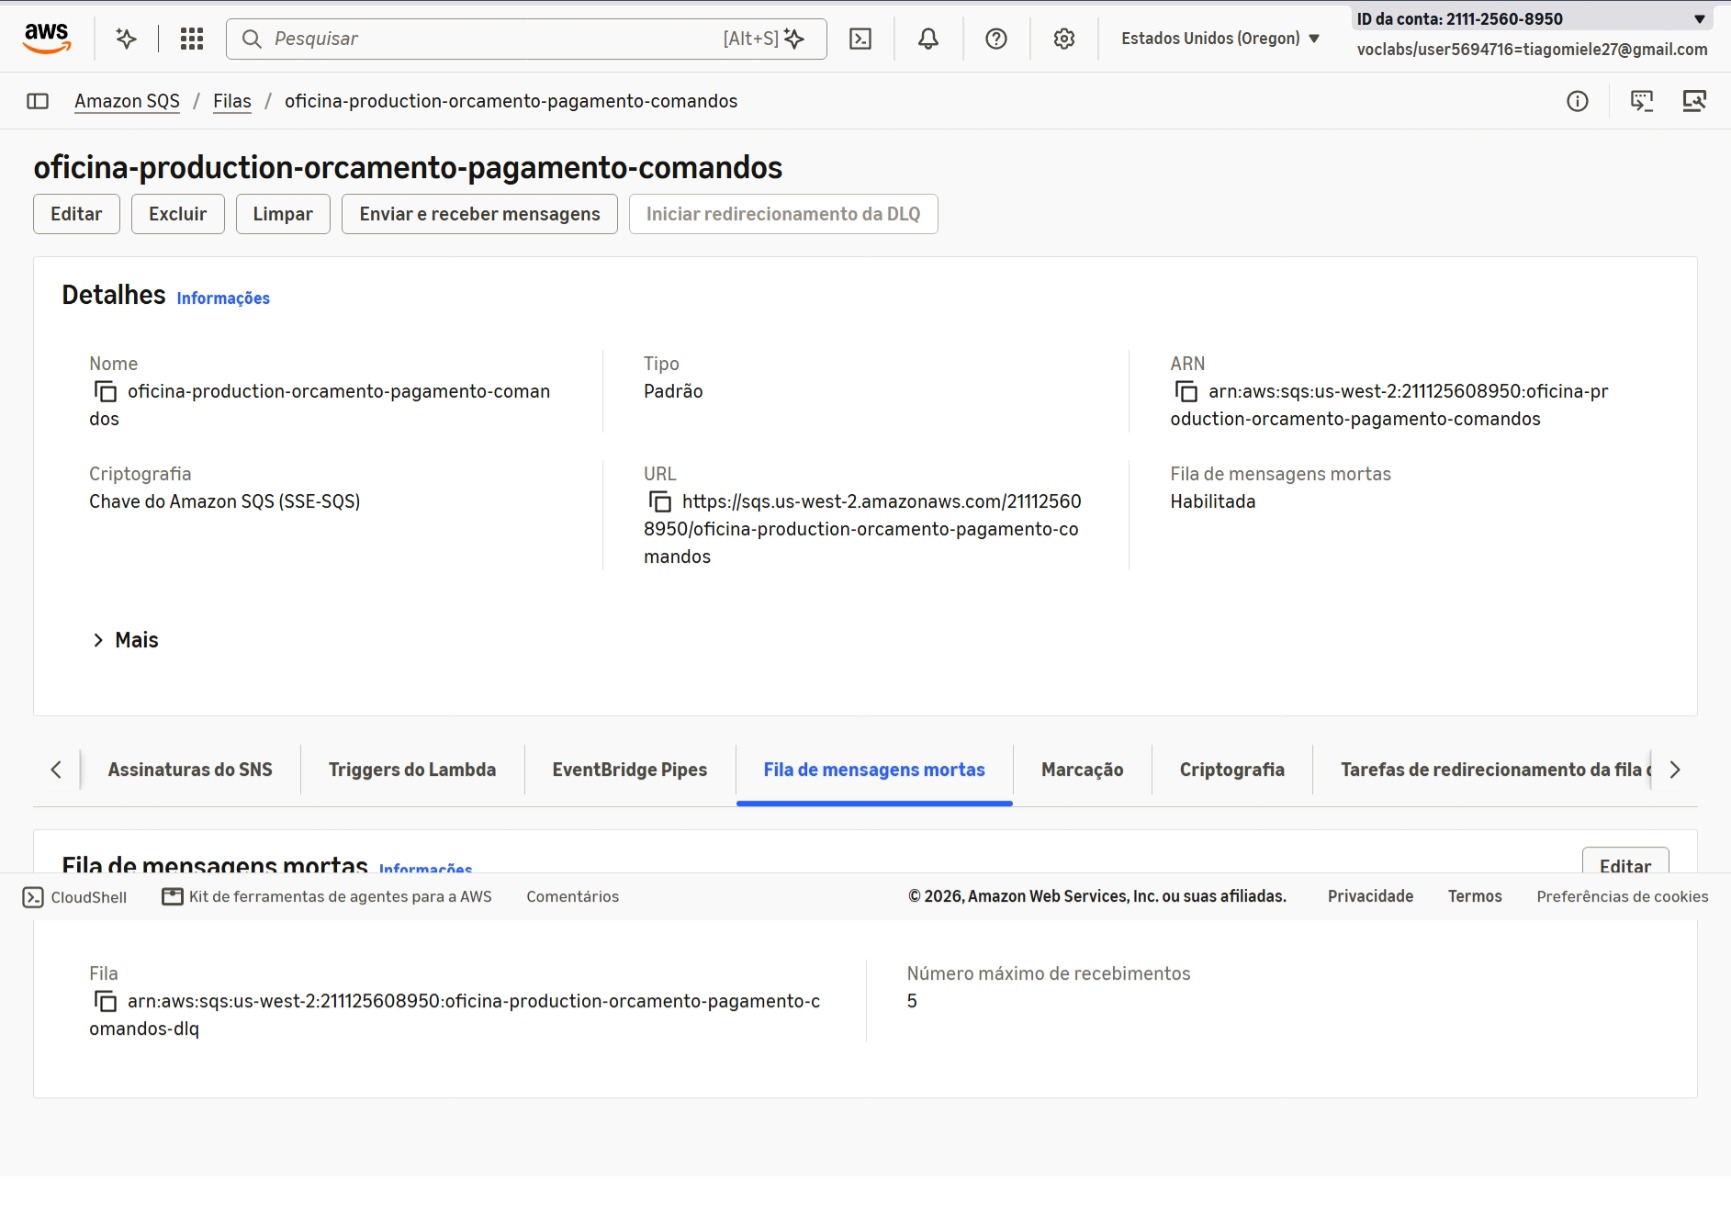 aws
Pesquisar
[Alt+S]
Estados Unidos (Oregon)
ID da conta: 2111-2560-8950
voclabs/user5694716=tiagomiele27@gmail.com
Amazon SQS / Filas / oficina-production-orcamento-pagamento-comandos
oficina-production-orcamento-pagamento-comandos
Editar
Excluir
Limpar
Enviar e receber mensagens
Iniciar redirecionamento da DLQ
Detalhes Informações
Nome
oficina-production-orcamento-pagamento-coman
dos
Tipo
Padrão
ARN
arn:aws:sqs:us-west-2:211125608950:oficina-pr
oduction-orcamento-pagamento-comandos
Criptografia
Chave do Amazon SQS (SSE-SQS)
URL
https://sqs.us-west-2.amazonaws.com/21112560
8950/oficina-production-orcamento-pagamento-co
mandos
Fila de mensagens mortas
Habilitada
Mais
Assinaturas do SNS
Triggers do Lambda
EventBridge Pipes
Fila de mensagens mortas
Marcação
Criptografia
Tarefas de redirecionamento da fila
Fila de mensagens mortas Informações
Editar
CloudShell
Kit de ferramentas de agentes para a AWS
Comentários
© 2026, Amazon Web Services, Inc. ou suas afiliadas.
Privacidade
Termos
Preferências de cookies
Fila
arn:aws:sqs:us-west-2:211125608950:oficina-production-orcamento-pagamento-c
omandos-dlq
Número máximo de recebimentos
5